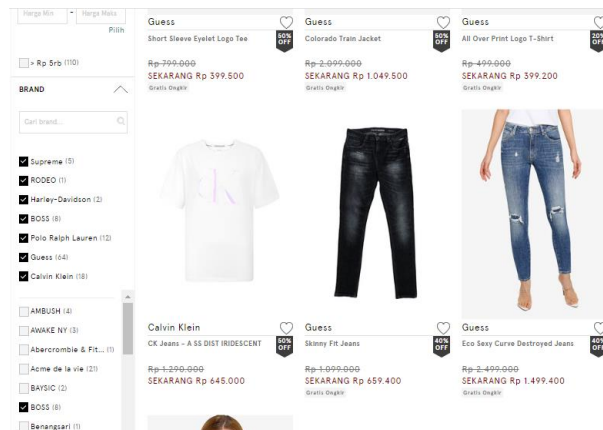 Harga Min - Harga Maks
Pilih
> Rp 5rb (110)
BRAND
Cari brand...
Supreme (5)
RODEO (1)
Harley-Davidson (2)
BOSS (8)
Polo Ralph Lauren (12)
Guess (64)
Calvin Klein (18)
AMBUSH (4)
AWAKE NY (3)
Abercrombie & Fit... (1)
Acme de la vie (21)
BAYSIC (2)
BOSS (8)
Benangsari (1)
Guess
Short Sleeve Eyelet Logo Tee
50% OFF
Rp 799.000
SEKARANG Rp 399.500
Gratis Ongkir
Guess
Colorado Train Jacket
50% OFF
Rp 2.099.000
SEKARANG Rp 1.049.500
Gratis Ongkir
Guess
All Over Print Logo T-Shirt
20% OFF
Rp 499.000
SEKARANG Rp 399.200
Gratis Ongkir
ck
Calvin Klein
CK Jeans - A SS DIST IRIDESCENT
50% OFF
Rp 1.290.000
SEKARANG Rp 645.000
Guess
Skinny Fit Jeans
40% OFF
Rp 1.099.000
SEKARANG Rp 659.400
Gratis Ongkir
Guess
Eco Sexy Curve Destroyed Jeans
40% OFF
Rp 2.499.000
SEKARANG Rp 1.499.400
Gratis Ongkir